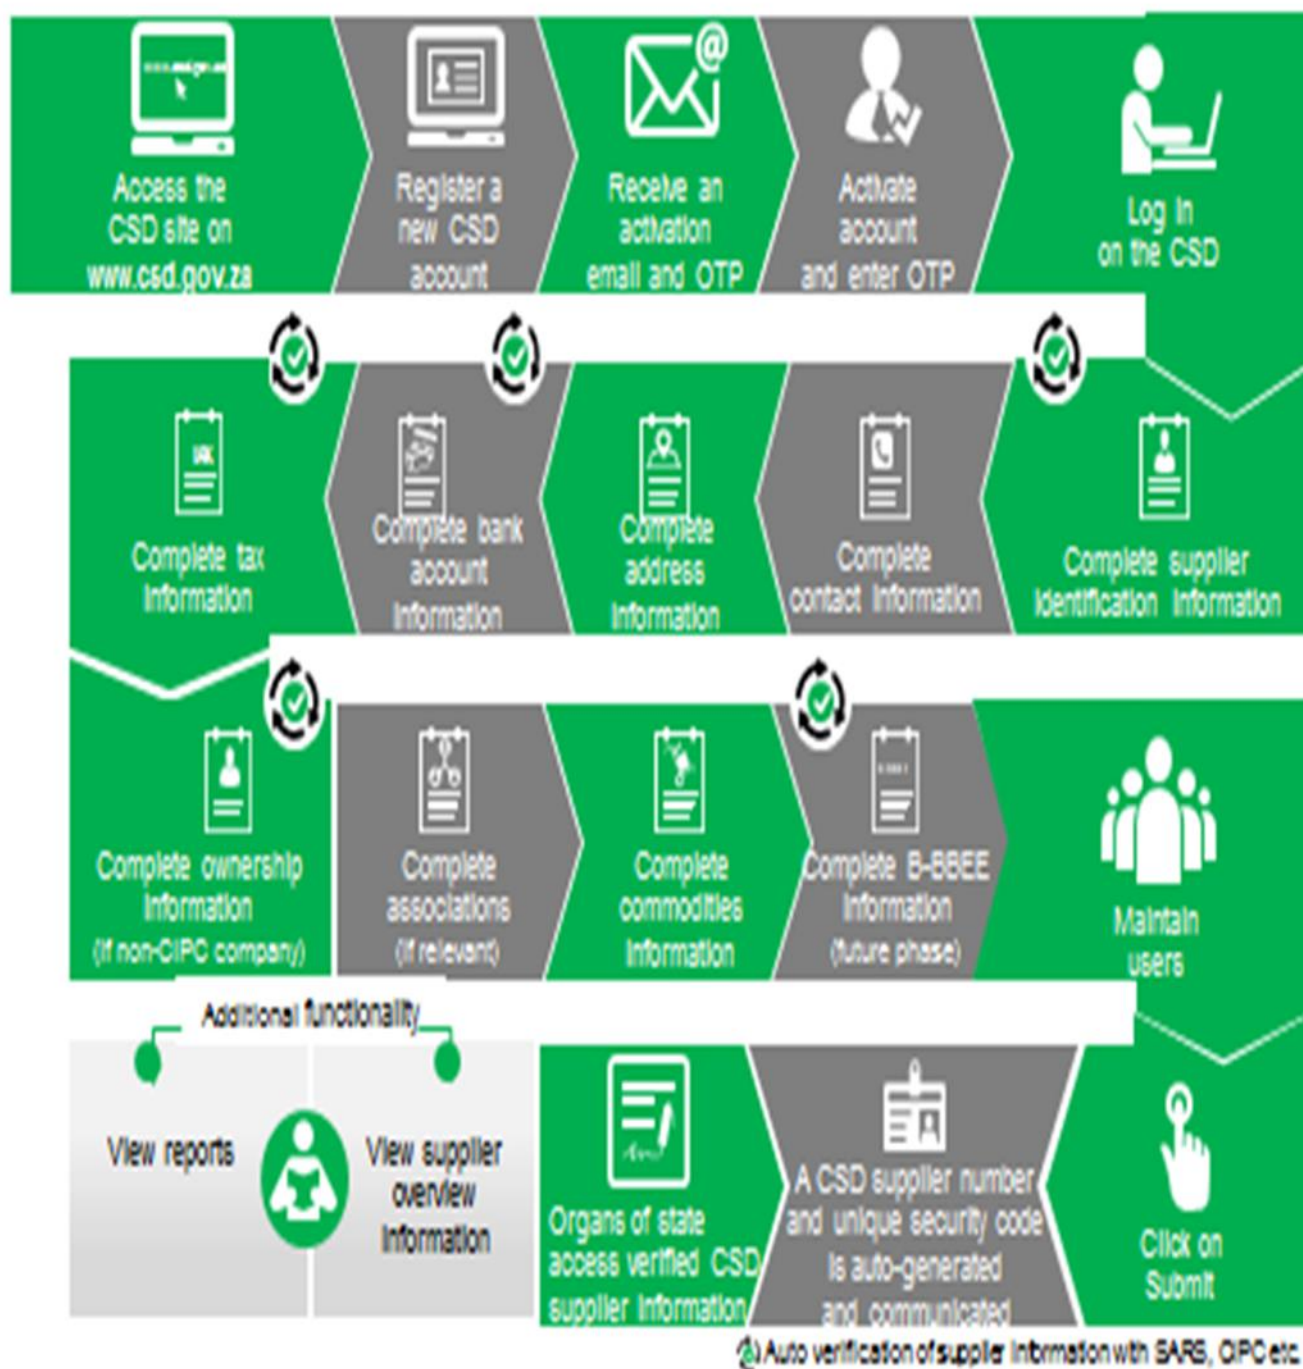 Access the
CSD site on
www.csd.gov.za
Register a
new CSD
account
Receive an
activation
email and OTP
Activate
account
and enter OTP
Log in
on the CSD
Complete supplier
identification information
Complete
contact information
Complete
address
information
Complete bank
account
information
TAX
Complete tax
information
Complete ownership
information
(if non-CIPC company)
Complete
associations
(if relevant)
Complete
commodities
information
Complete B-BBEE
information
(future phase)
Maintain
users
Click on
Submit
A CSD supplier number
and unique security code
is auto-generated
and communicated
Organs of state
access verified CSD
supplier information
Additional functionality
View reports
View supplier
overview
information
Auto verification of supplier information with SARS, CIPC etc.